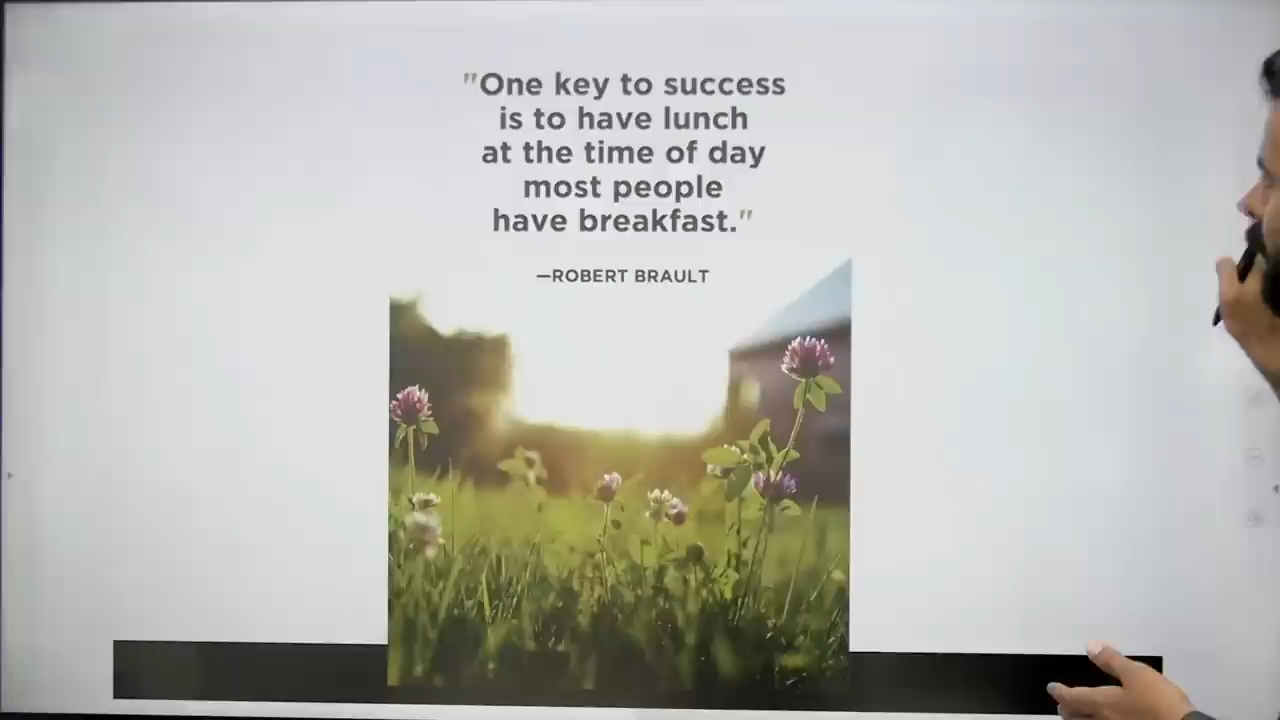 "One key to success
is to have lunch
at the time of day
most people
have breakfast."
—ROBERT BRAULT